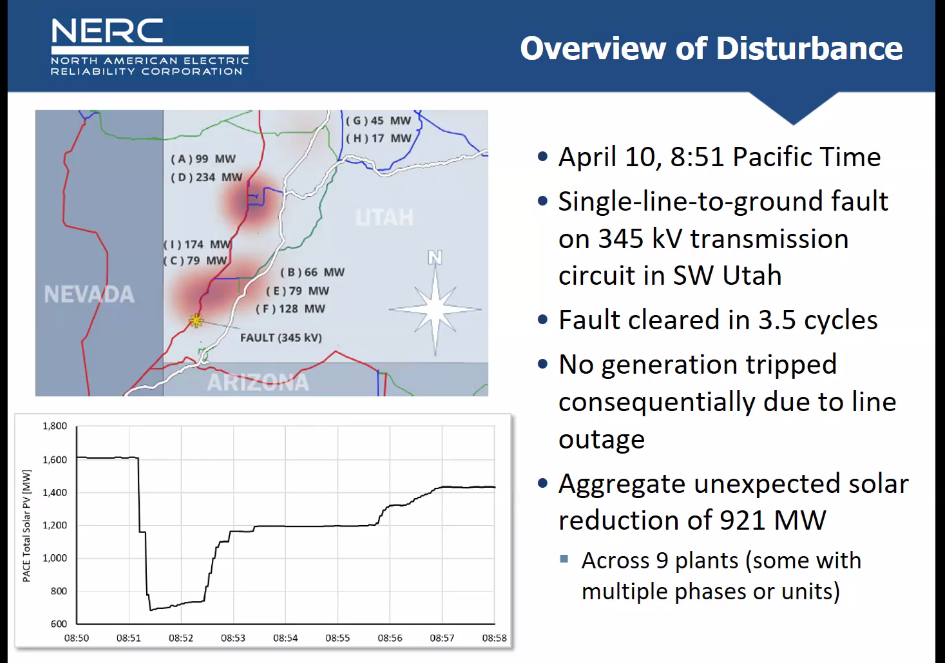 NERC
NORTH AMERICAN ELECTRIC
RELIABILITY CORPORATION
Overview of Disturbance
( G ) 45 MW
( H ) 17 MW
( A ) 99 MW
( D ) 234 MW
UTAH
( I ) 174 MW
( C ) 79 MW
N
( B ) 66 MW
( E ) 79 MW
( F ) 128 MW
NEVADA
FAULT (345 kV)
ARIZONA
PACE Total Solar PV [MW]
1,800
1,600
1,400
1,200
1,000
800
600
08:50 08:51 08:52 08:53 08:54 08:55 08:56 08:57 08:58
• April 10, 8:51 Pacific Time
• Single-line-to-ground fault
on 345 kV transmission
circuit in SW Utah
• Fault cleared in 3.5 cycles
• No generation tripped
consequentially due to line
outage
• Aggregate unexpected solar
reduction of 921 MW
▪ Across 9 plants (some with
multiple phases or units)